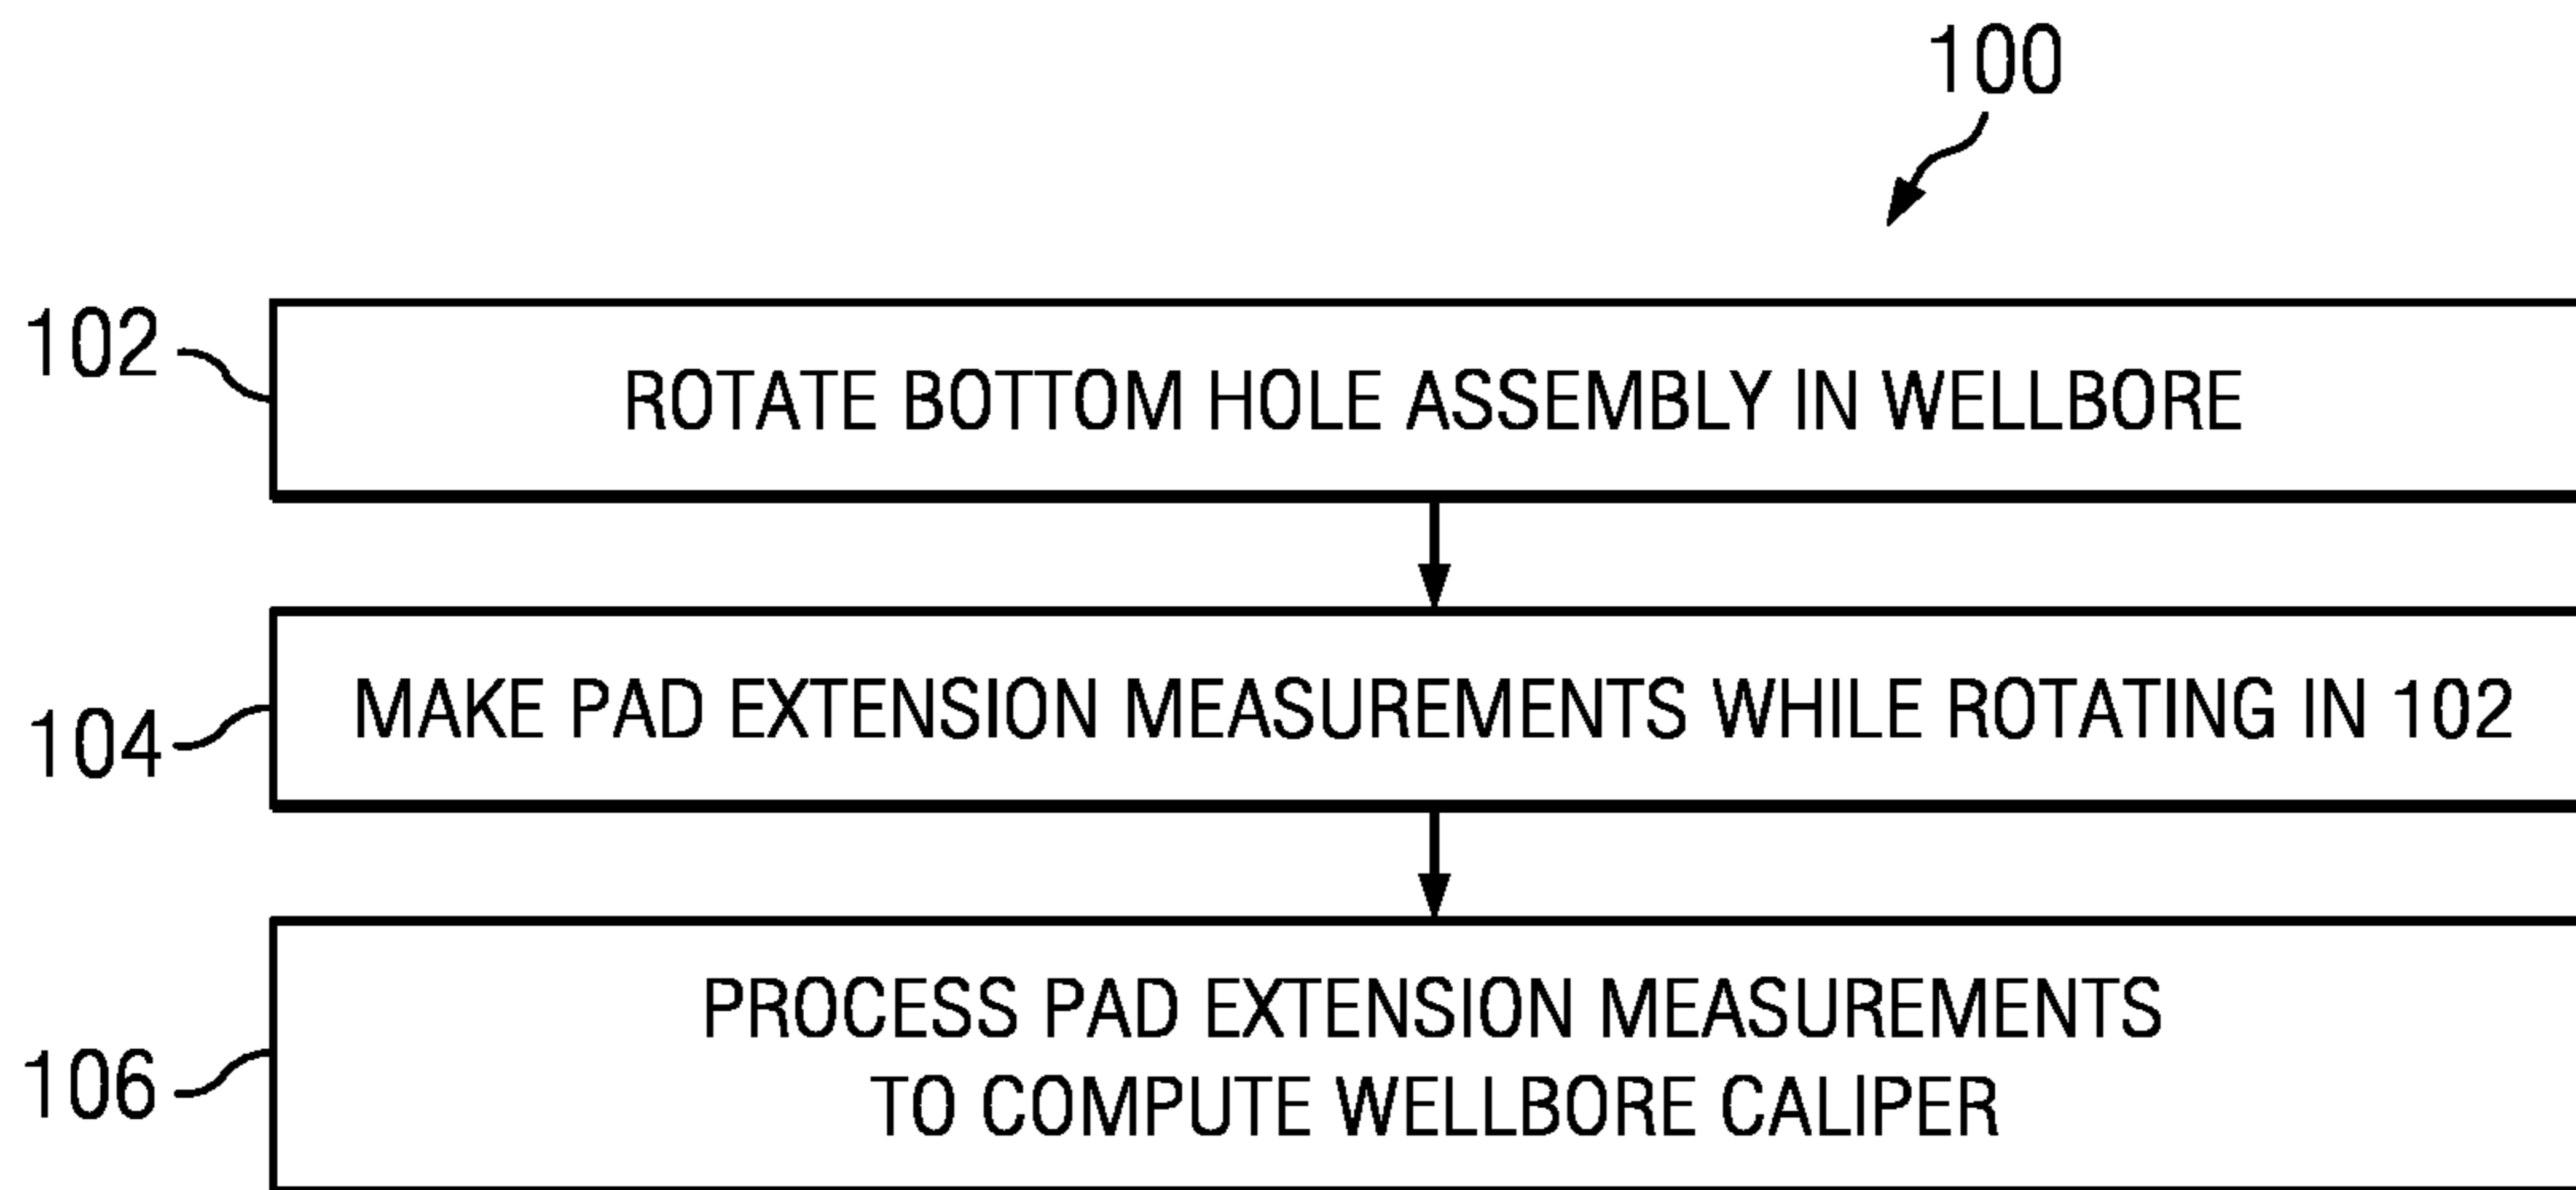 100
102
ROTATE BOTTOM HOLE ASSEMBLY IN WELLBORE
104
MAKE PAD EXTENSION MEASUREMENTS WHILE ROTATING IN 102
106
PROCESS PAD EXTENSION MEASUREMENTS
TO COMPUTE WELLBORE CALIPER